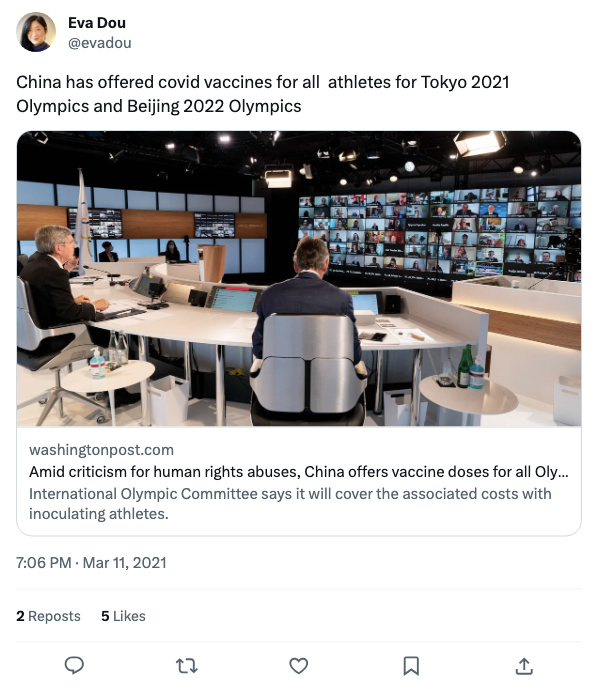 Eva Dou
@evadou
China has offered covid vaccines for all  athletes for Tokyo 2021
Olympics and Beijing 2022 Olympics
washingtonpost.com
Amid criticism for human rights abuses, China offers vaccine doses for all Oly...
International Olympic Committee says it will cover the associated costs with
inoculating athletes.
7:06 PM · Mar 11, 2021
2 Reposts 5 Likes